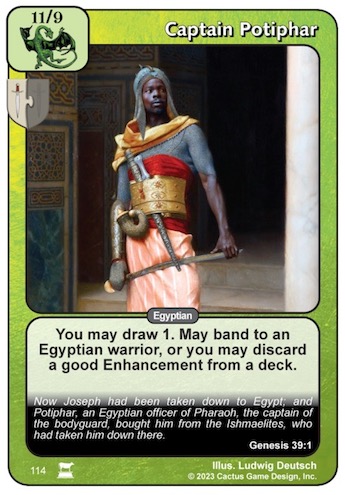 11/9
Captain Potiphar
Egyptian
You may draw 1. May band to an
Egyptian warrior, or you may discard
a good Enhancement from a deck.
Now Joseph had been taken down to Egypt; and
Potiphar, an Egyptian officer of Pharaoh, the captain of
the bodyguard, bought him from the Ishmaelites, who
had taken him down there.
Genesis 39:1
Illus. Ludwig Deutsch
114
© 2023 Cactus Game Design, Inc.